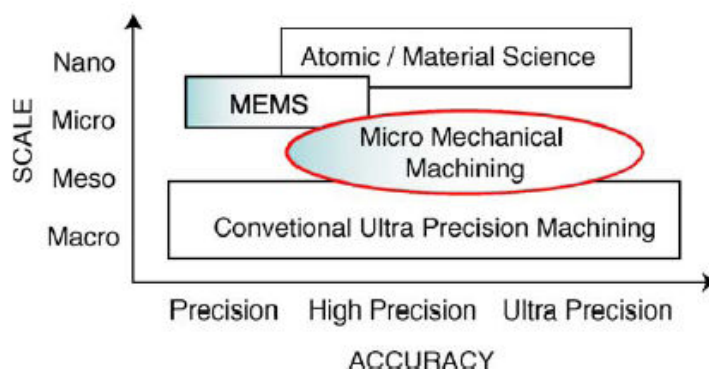 Nano
Atomic / Material Science
MEMS
Micro
Micro Mechanical
Machining
SCALE
Meso
Convetional Ultra Precision Machining
Macro
Precision
High Precision
Ultra Precision
ACCURACY